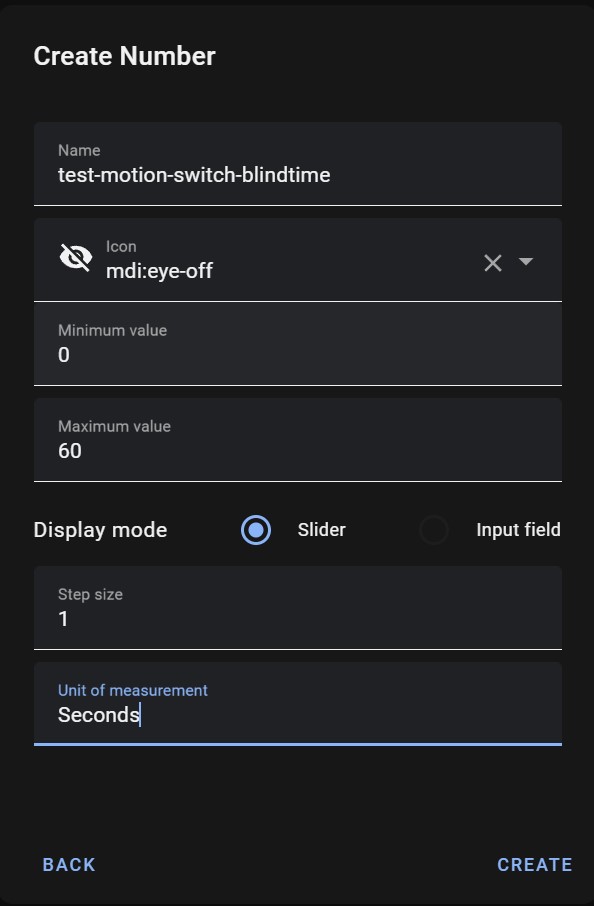 Create Number
Name
test-motion-switch-blindtime
Icon
mdi:eye-off
Minimum value
0
Maximum value
60
Display mode Slider Input field
Step size
1
Unit of measurement
Seconds
BACK CREATE